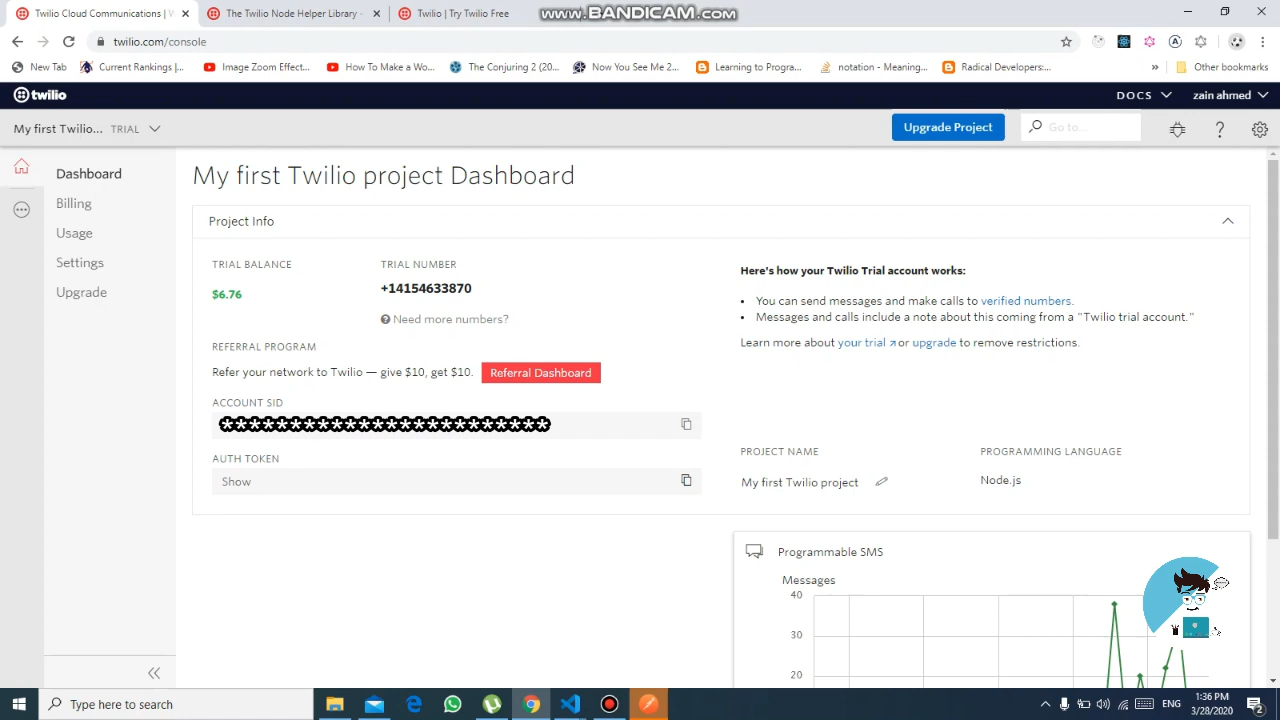 Twilio Cloud Communications | W
The Twilio Node Helper Library -
Twilio | Try Twilio Free
www.BANDICAM.com
twilio.com/console
New Tab
Current Rankings |...
Image Zoom Effect...
How To Make a Wo...
The Conjuring 2 (20...
Now You See Me 2...
Learning to Progra...
notation - Meaning...
Radical Developers:...
»
Other bookmarks
twilio
DOCS
zain ahmed
My first Twilio... TRIAL
Upgrade Project
Go to...
Dashboard
Billing
Usage
Settings
Upgrade
My first Twilio project Dashboard
Project Info
TRIAL BALANCE
$6.76
TRIAL NUMBER
+14154633870
Need more numbers?
REFERRAL PROGRAM
Refer your network to Twilio — give $10, get $10.
Referral Dashboard
ACCOUNT SID
AUTH TOKEN
Show
Here's how your Twilio Trial account works:
• You can send messages and make calls to verified numbers.
• Messages and calls include a note about this coming from a "Twilio trial account."
Learn more about your trial or upgrade to remove restrictions.
PROJECT NAME
My first Twilio project
PROGRAMMING LANGUAGE
Node.js
Programmable SMS
Messages
40
30
20
Type here to search
ENG
1:36 PM
3/28/2020
2